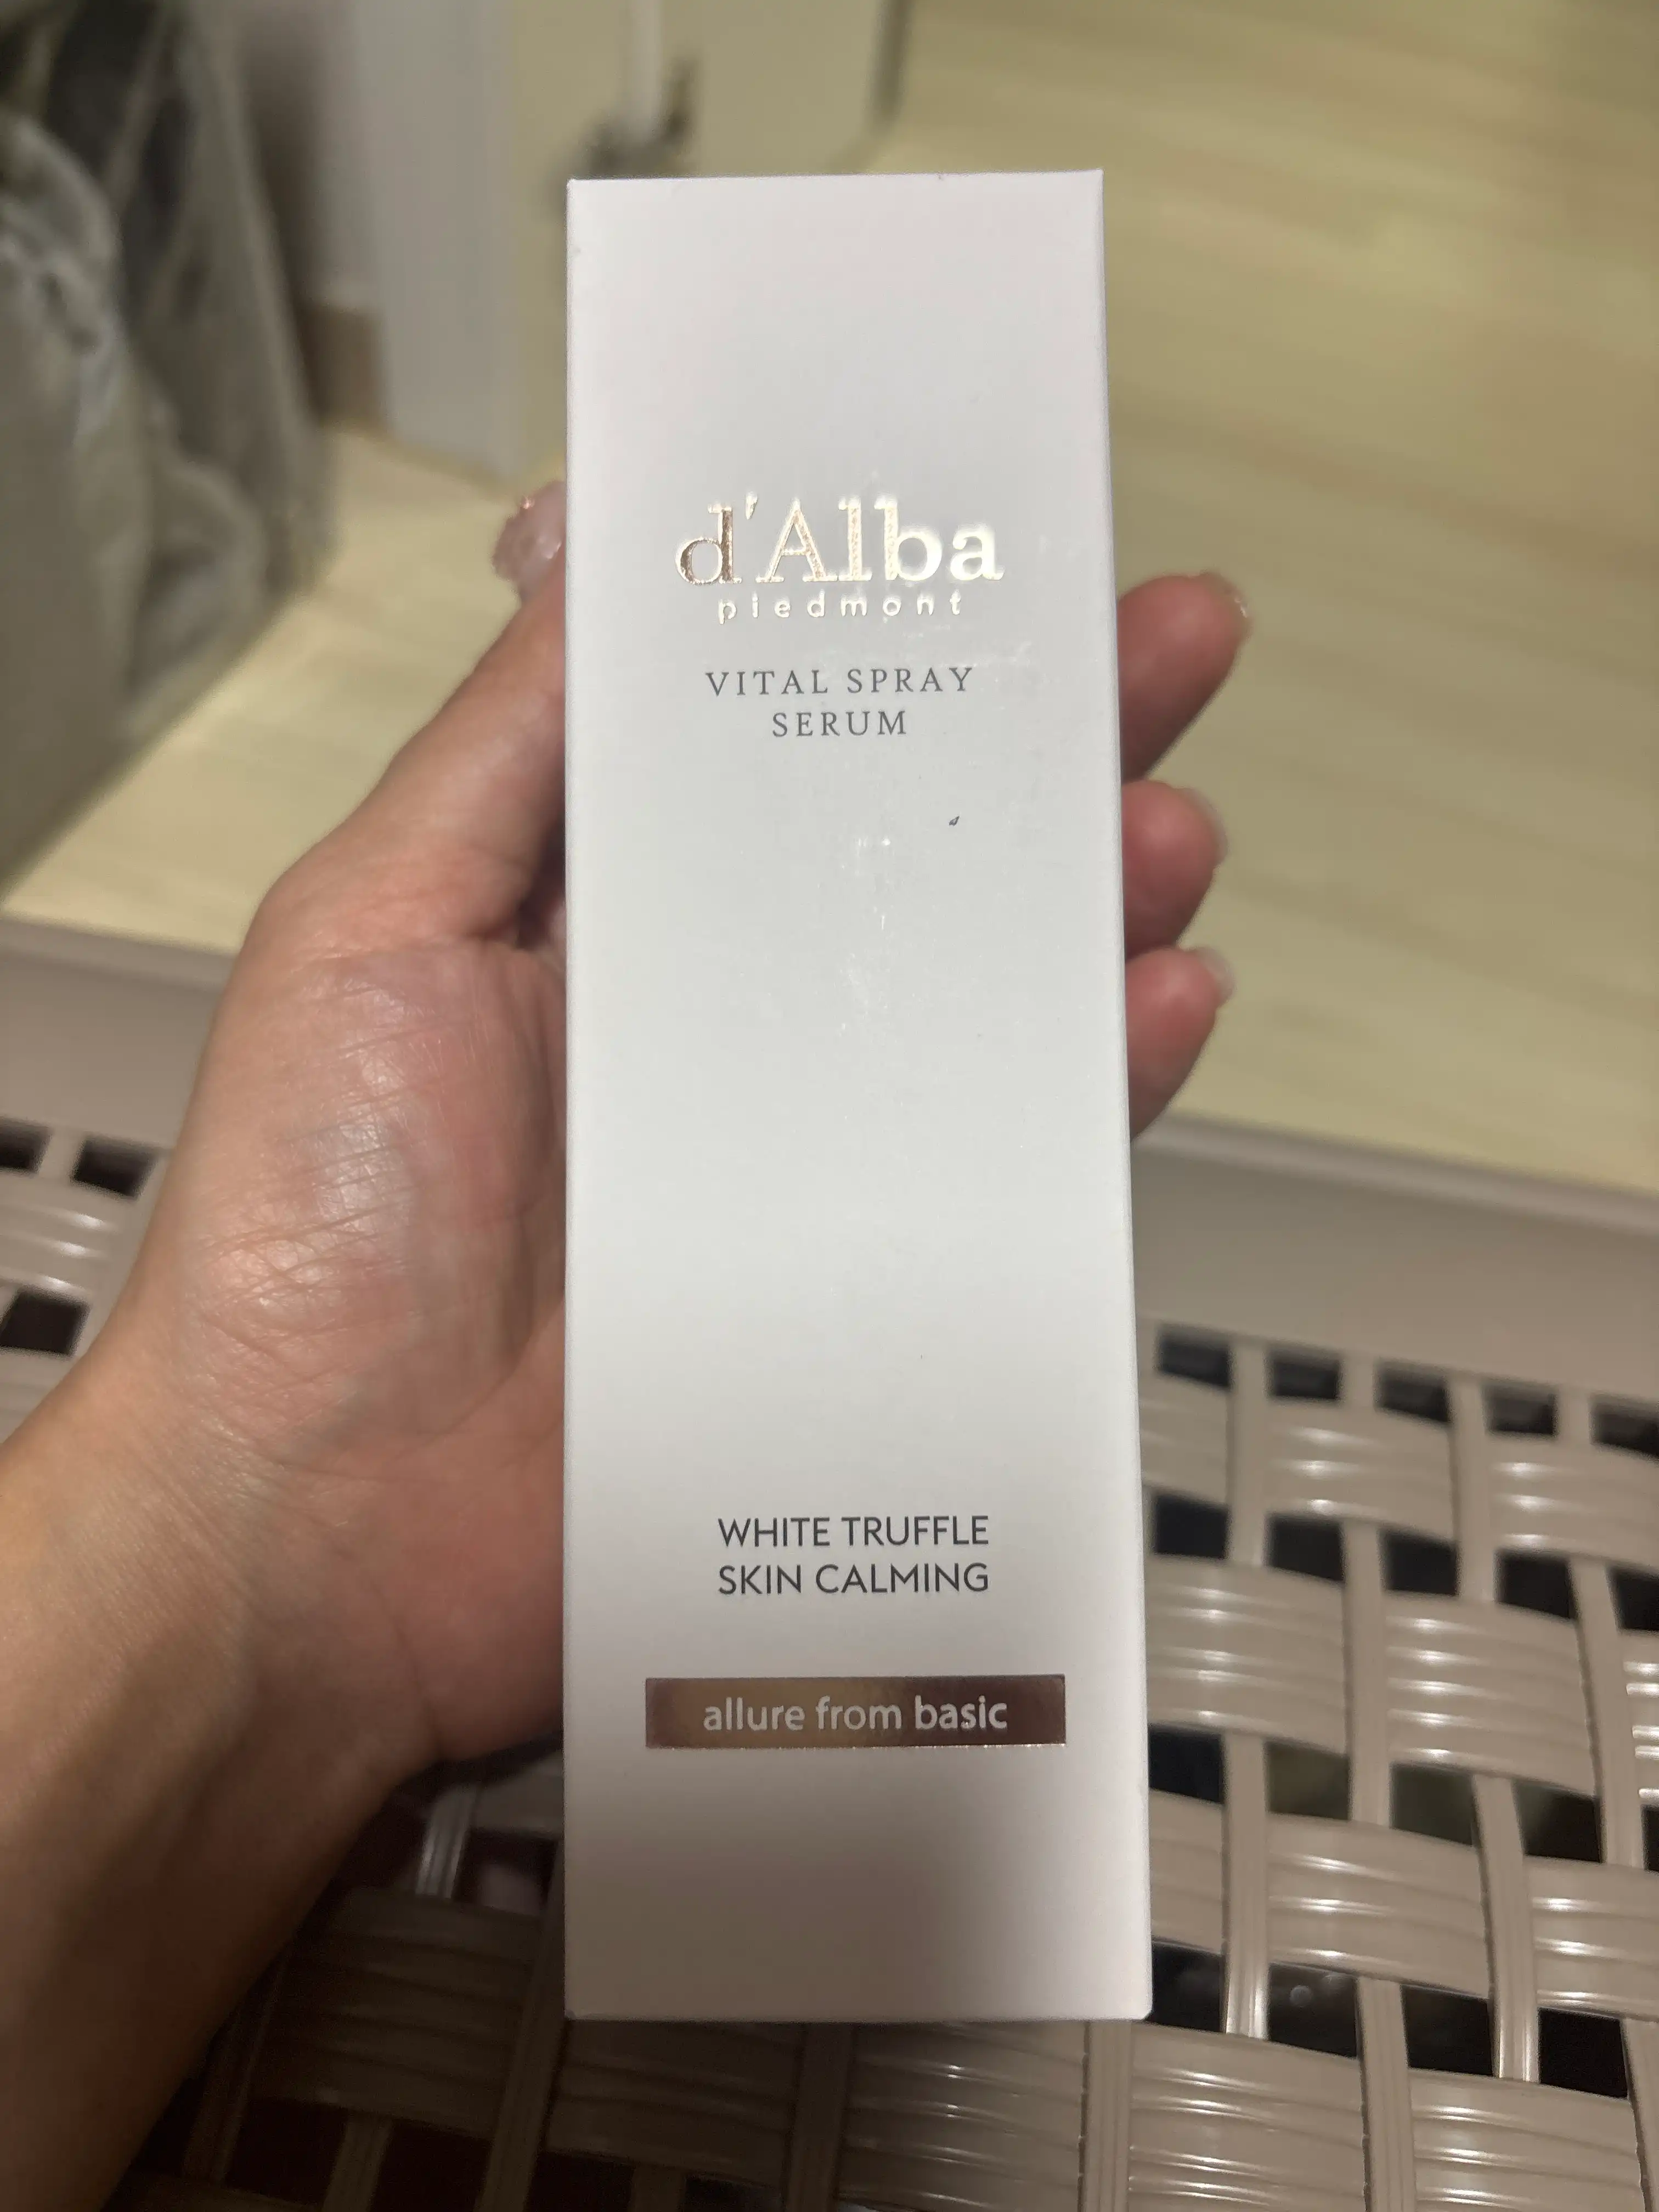 d'Alba
piedmont
VITAL SPRAY
SERUM
WHITE TRUFFLE
SKIN CALMING
allure from basic